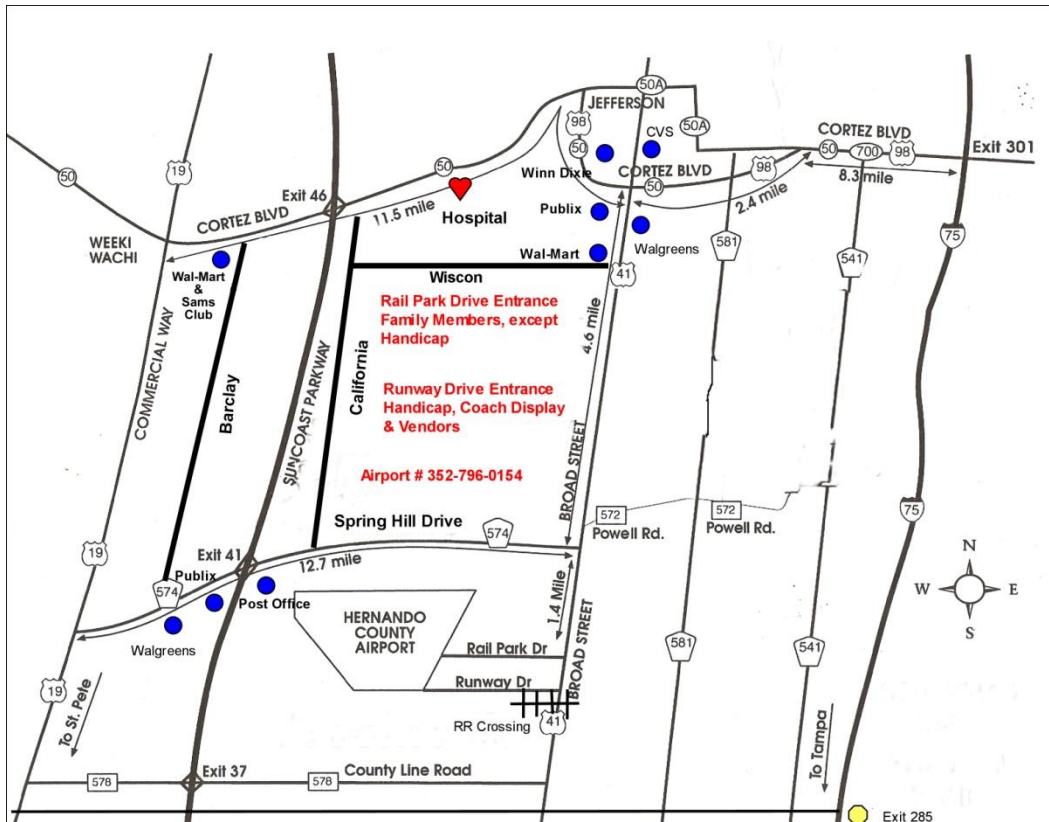 50A
JEFFERSON
98
50A
CVS
50
CORTEZ BLVD
50
700
98
Exit 301
19
50
Winn Dixie
CORTEZ BLVD
98
8.3 mile
50
Exit 46
50
11.5 mile
CORTEZ BLVD
Hospital
Publix
2.4 mile
WEEKI
WACHI
Walgreens
581
75
Wal-Mart
541
Wal-Mart
&
Sams
Club
Wiscon
41
Rail Park Drive Entrance
Family Members, except
Handicap
4.6 mile
COMMERCIAL WAY
Barclay
SUNCOAST PARKWAY
California
Runway Drive Entrance
Handicap, Coach Display
& Vendors
BROAD STREET
Airport # 352-796-0154
572
Powell Rd.
572
Powell Rd.
75
Spring Hill Drive
574
19
Exit 41
12.7 mile
N
W
E
S
574
Publix
Post Office
1.4 Mile
HERNANDO
COUNTY
AIRPORT
Walgreens
Rail Park Dr
BROAD STREET
581
541
Runway Dr
19
To St. Pete
RR Crossing
41
To Tampa
578
Exit 37
578
County Line Road
Exit 285